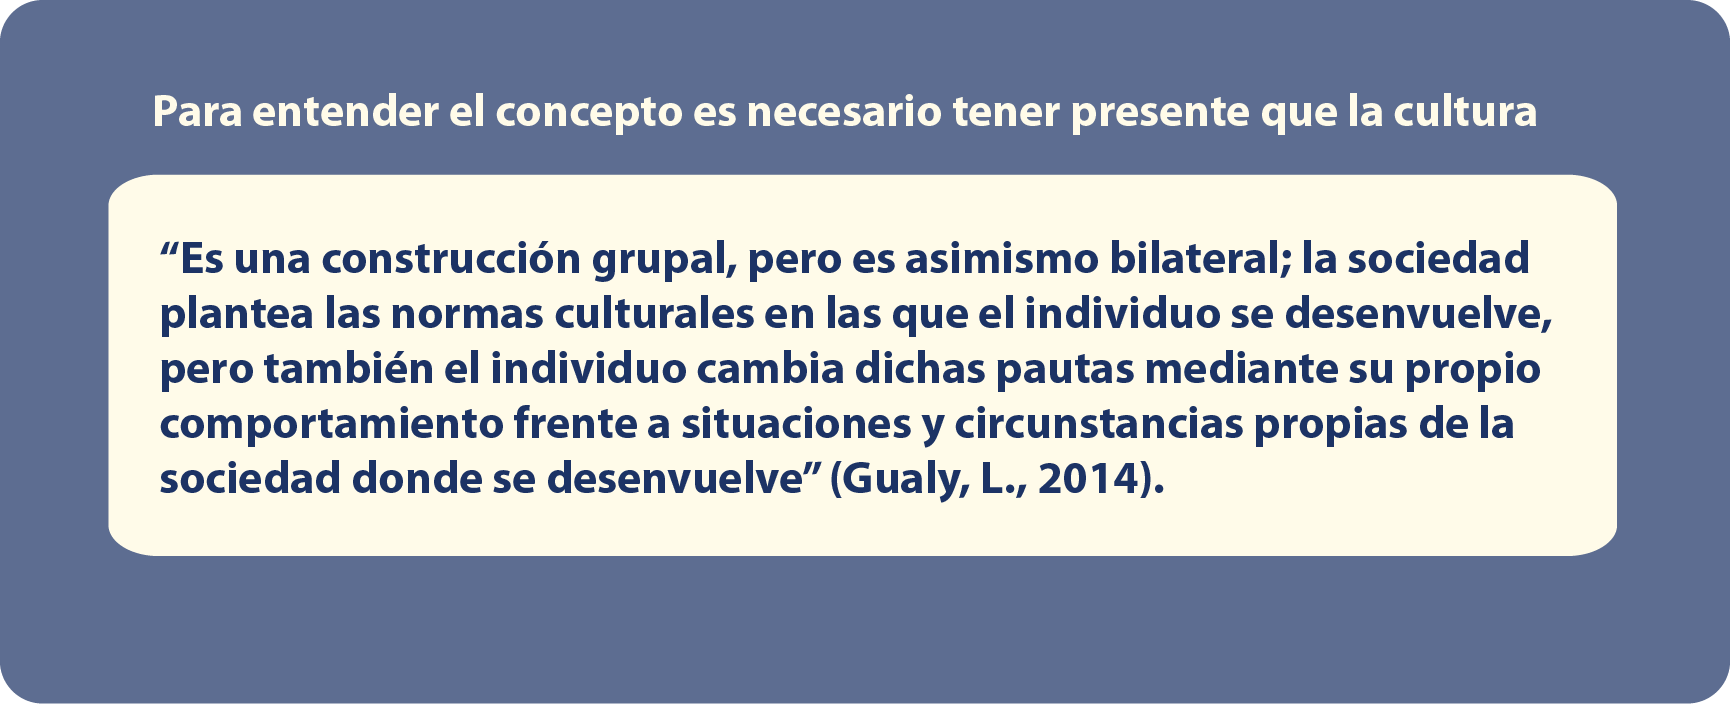 Para entender el concepto es necesario tener presente que la cultura
“Es una construcción grupal, pero es asimismo bilateral; la sociedad
plantea las normas culturales en las que el individuo se desenvuelve,
pero también el individuo cambia dichas pautas mediante su propio
comportamiento frente a situaciones y circunstancias propias de la
sociedad donde se desenvuelve” (Gualy, L., 2014).